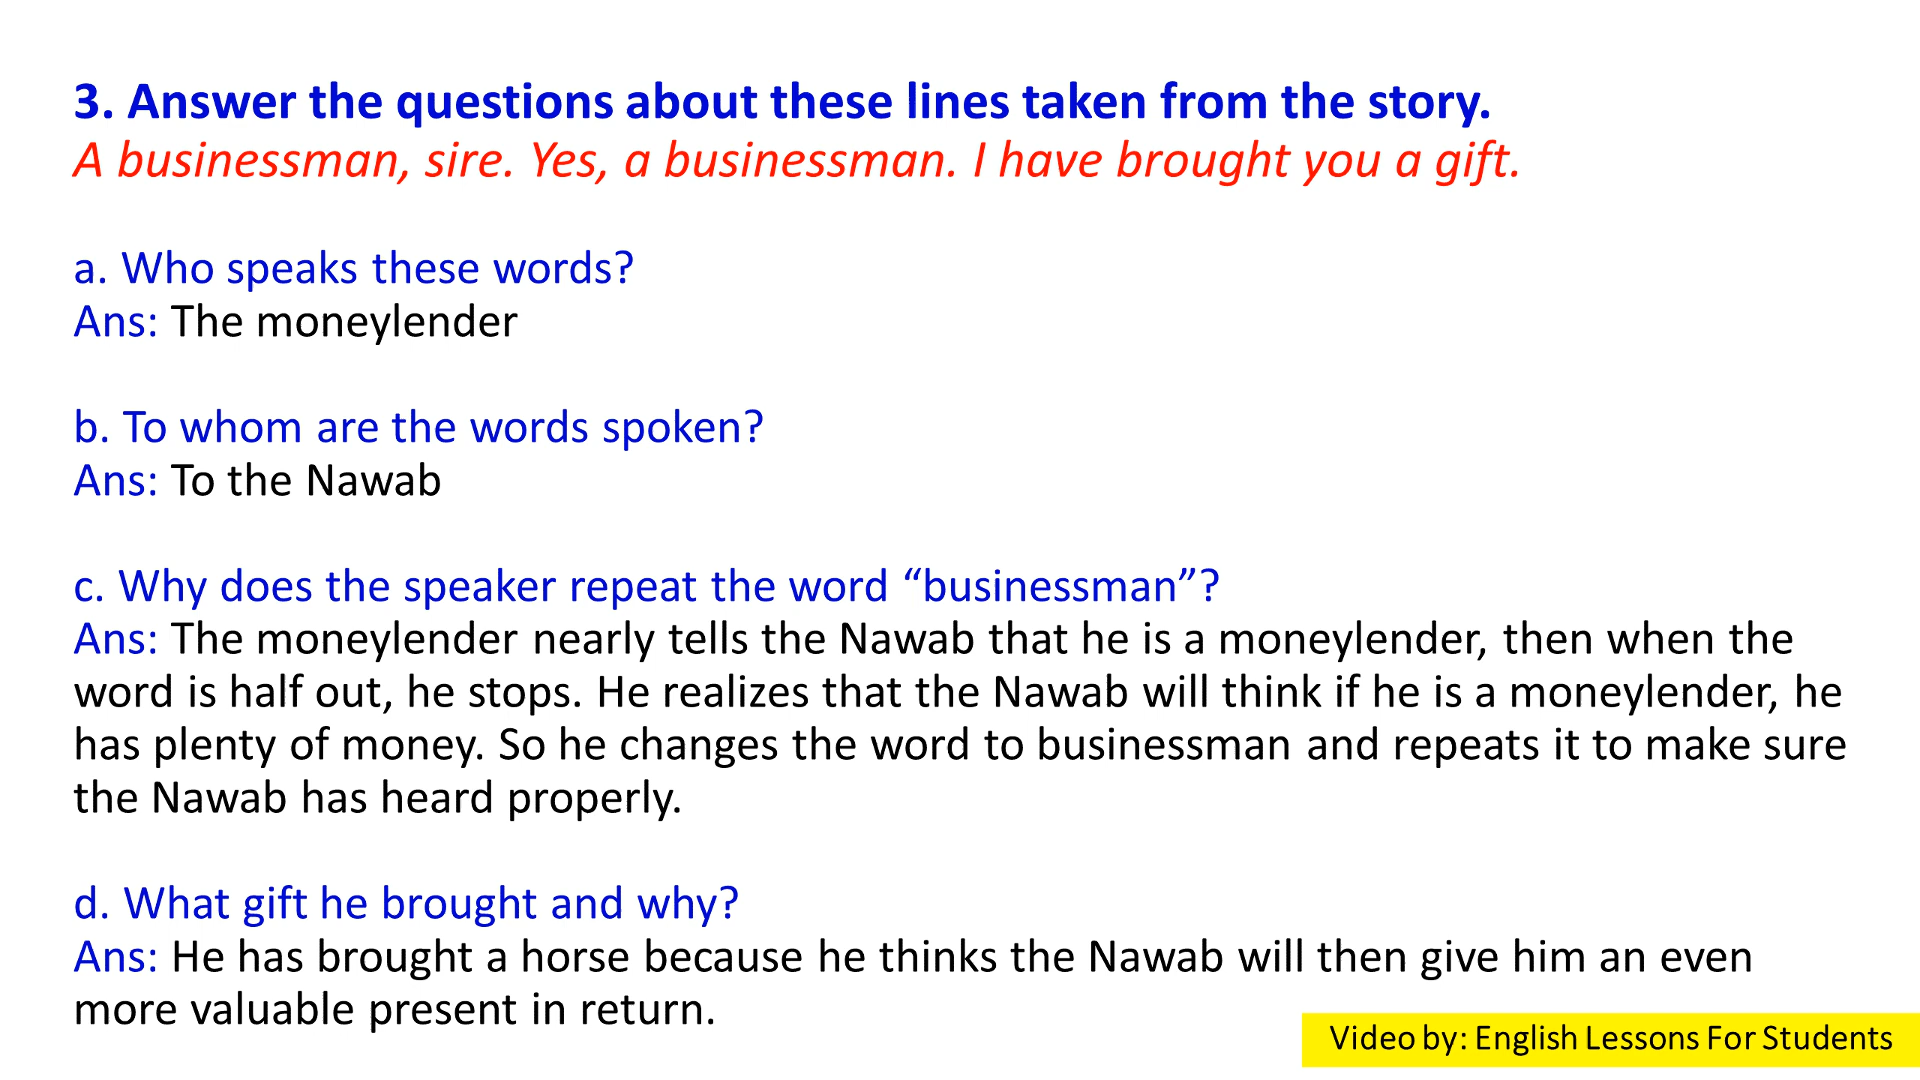 3. Answer the questions about these lines taken from the story.
A businessman, sire. Yes, a businessman. I have brought you a gift.
a. Who speaks these words?
Ans: The moneylender
b. To whom are the words spoken?
Ans: To the Nawab
c. Why does the speaker repeat the word “businessman”?
Ans: The moneylender nearly tells the Nawab that he is a moneylender, then when the
word is half out, he stops. He realizes that the Nawab will think if he is a moneylender, he
has plenty of money. So he changes the word to businessman and repeats it to make sure
the Nawab has heard properly.
d. What gift he brought and why?
Ans: He has brought a horse because he thinks the Nawab will then give him an even
more valuable present in return.
Video by: English Lessons For Students